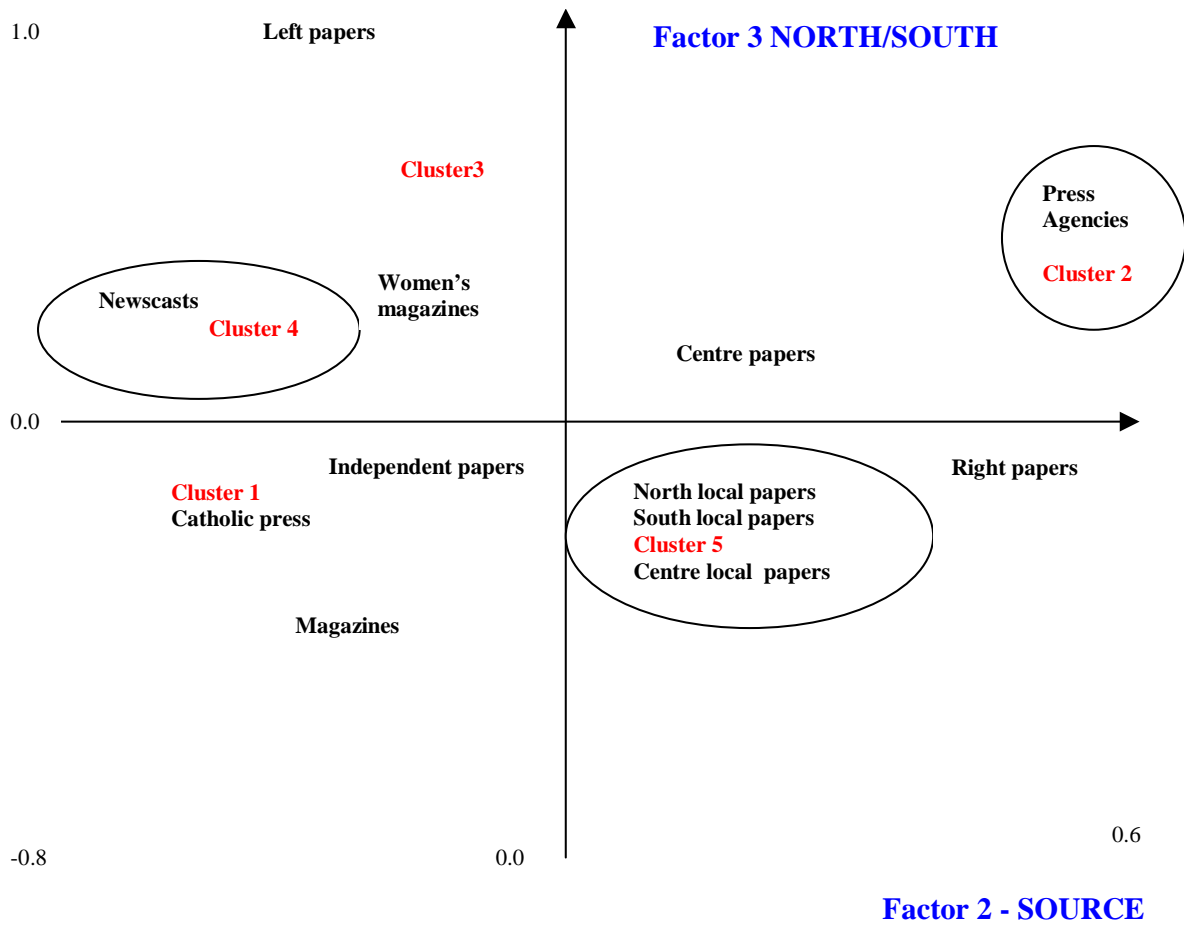 1.0
Left papers
Factor 3 NORTH/SOUTH
Cluster3
Press
Agencies
Cluster 2
Women’s
magazines
Newscasts
Cluster 4
Centre papers
0.0
Independent papers
Right papers
Cluster 1
Catholic press
North local papers
South local papers
Cluster 5
Centre local  papers
Magazines
0.6
-0.8
0.0
Factor 2 - SOURCE